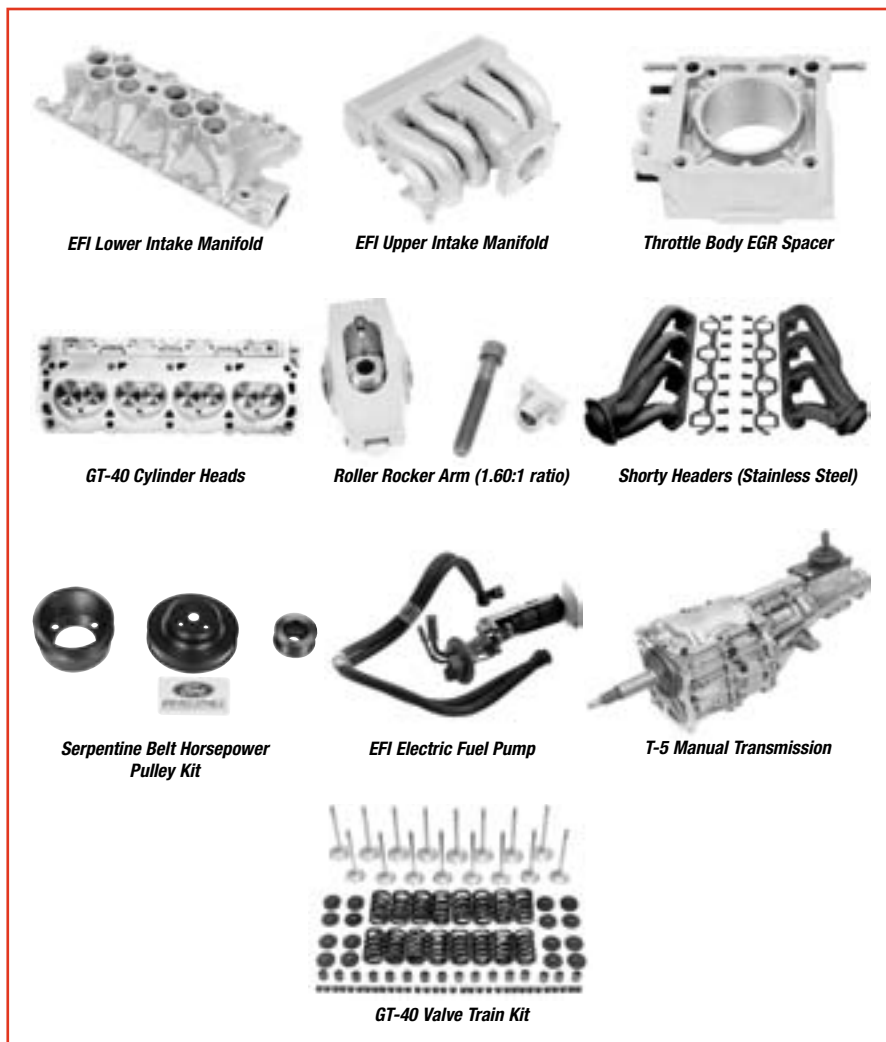 EFI Lower Intake Manifold
EFI Upper Intake Manifold
Throttle Body EGR Spacer
GT-40 Cylinder Heads
Roller Rocker Arm (1.60:1 ratio)
Shorty Headers (Stainless Steel)
Serpentine Belt Horsepower
Pulley Kit
EFI Electric Fuel Pump
T-5 Manual Transmission
GT-40 Valve Train Kit